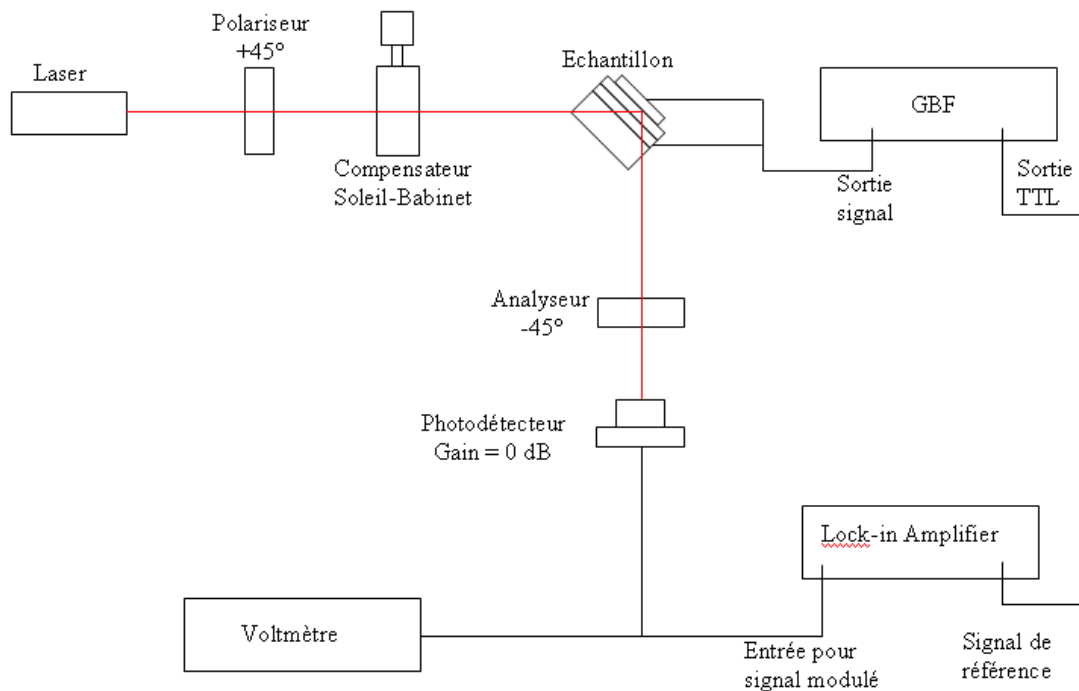 Polariseur
+45°
Laser
Echantillon
GBF
Compensateur
Soleil-Babinet
Sortie
signal
Sortie
TTL
Analyseur
-45°
Photodétecteur
Gain = 0 dB
Lock-in Amplifier
Voltmètre
Entrée pour
signal modulé
Signal de
référence